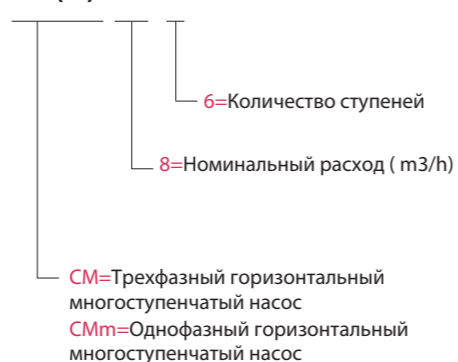 6=Количество ступеней
8=Номинальный расход ( m3/h)
CM=Трехфазный горизонтальный
многоступенчатый насос
CMm=Однофазный горизонтальный
многоступенчатый насос